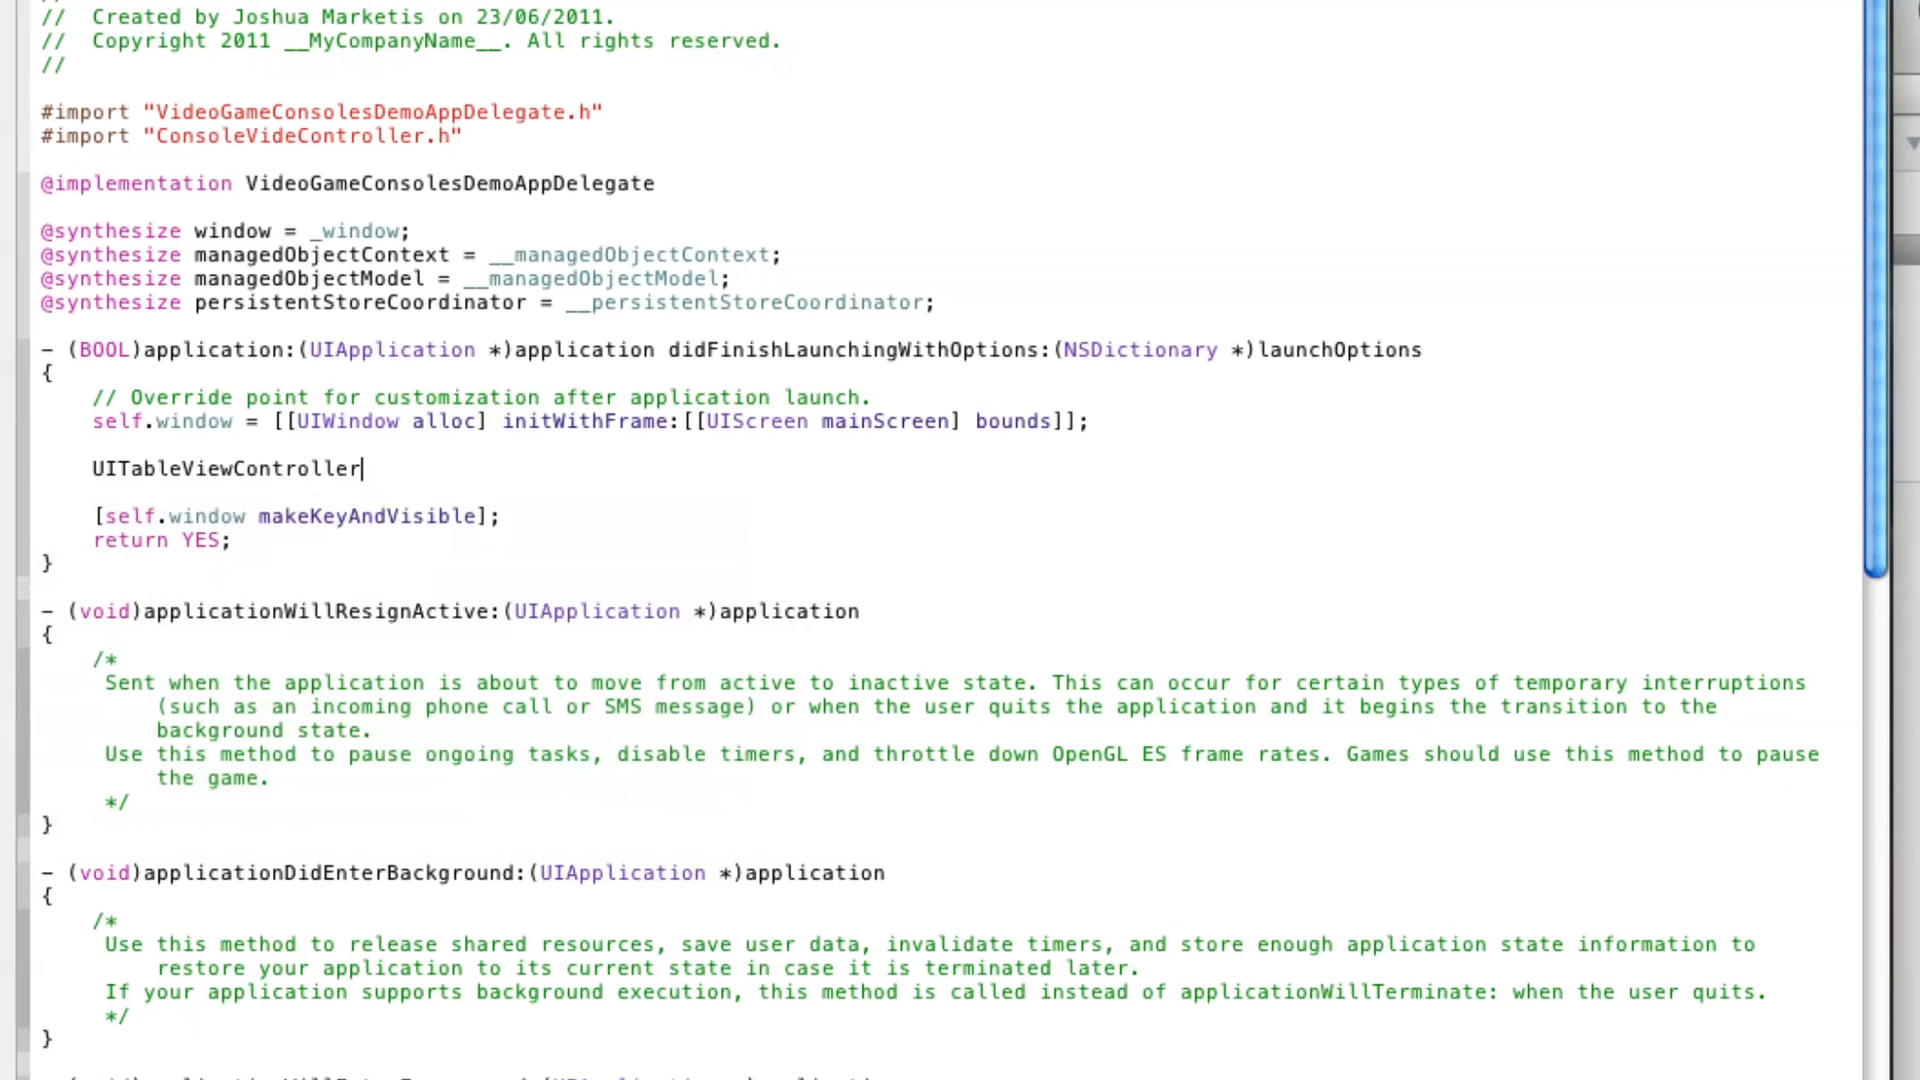 //  Created by Joshua Marketis on 23/06/2011.
//  Copyright 2011 __MyCompanyName__. All rights reserved.
//
#import "VideoGameConsolesDemoAppDelegate.h"
#import "ConsoleVideController.h"
@implementation VideoGameConsolesDemoAppDelegate
@synthesize window = _window;
@synthesize managedObjectContext = __managedObjectContext;
@synthesize managedObjectModel = __managedObjectModel;
@synthesize persistentStoreCoordinator = __persistentStoreCoordinator;
- (BOOL)application:(UIApplication *)application didFinishLaunchingWithOptions:(NSDictionary *)launchOptions
{
// Override point for customization after application launch.
self.window = [[UIWindow alloc] initWithFrame:[[UIScreen mainScreen] bounds]];
UITableViewController
[self.window makeKeyAndVisible];
return YES;
}
- (void)applicationWillResignActive:(UIApplication *)application
{
/*
Sent when the application is about to move from active to inactive state. This can occur for certain types of temporary interruptions
(such as an incoming phone call or SMS message) or when the user quits the application and it begins the transition to the
background state.
Use this method to pause ongoing tasks, disable timers, and throttle down OpenGL ES frame rates. Games should use this method to pause
the game.
*/
}
- (void)applicationDidEnterBackground:(UIApplication *)application
{
/*
Use this method to release shared resources, save user data, invalidate timers, and store enough application state information to
restore your application to its current state in case it is terminated later.
If your application supports background execution, this method is called instead of applicationWillTerminate: when the user quits.
*/
}